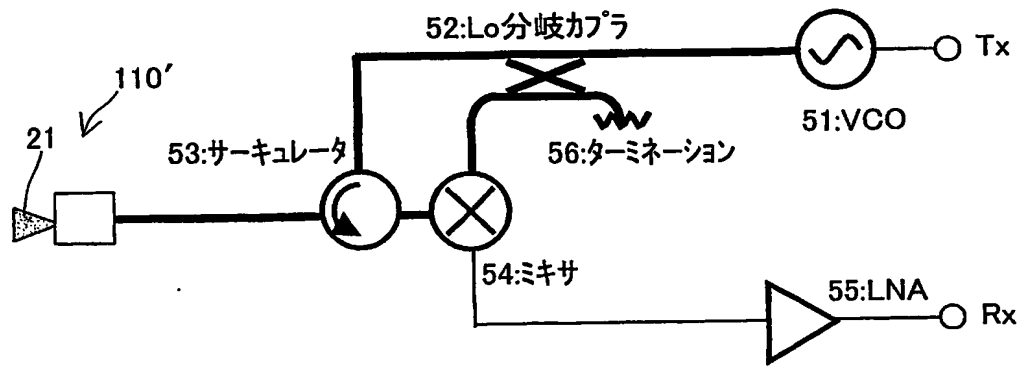 52:Lo分岐カプラ
Tx
110′
21
51:VCO
53:サーキュレータ
56:ターミネーション
54:ミキサ
55:LNA
Rx